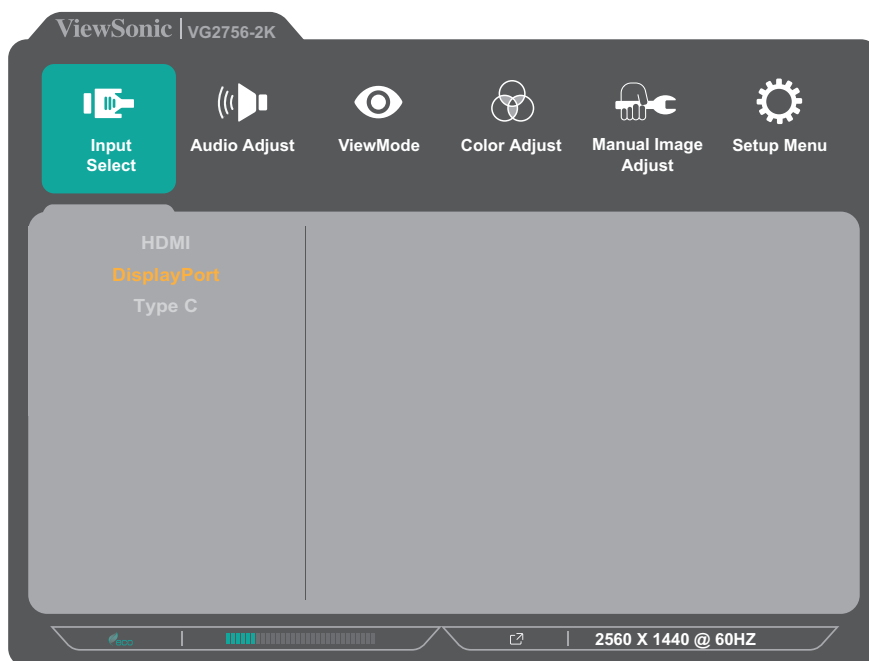 ViewSonic | VG2756-2K
Input
Select
Audio Adjust
ViewMode
Color Adjust
Manual Image
Adjust
Setup Menu
HDMI
DisplayPort
Type C
eco
2560 X 1440 @ 60HZ